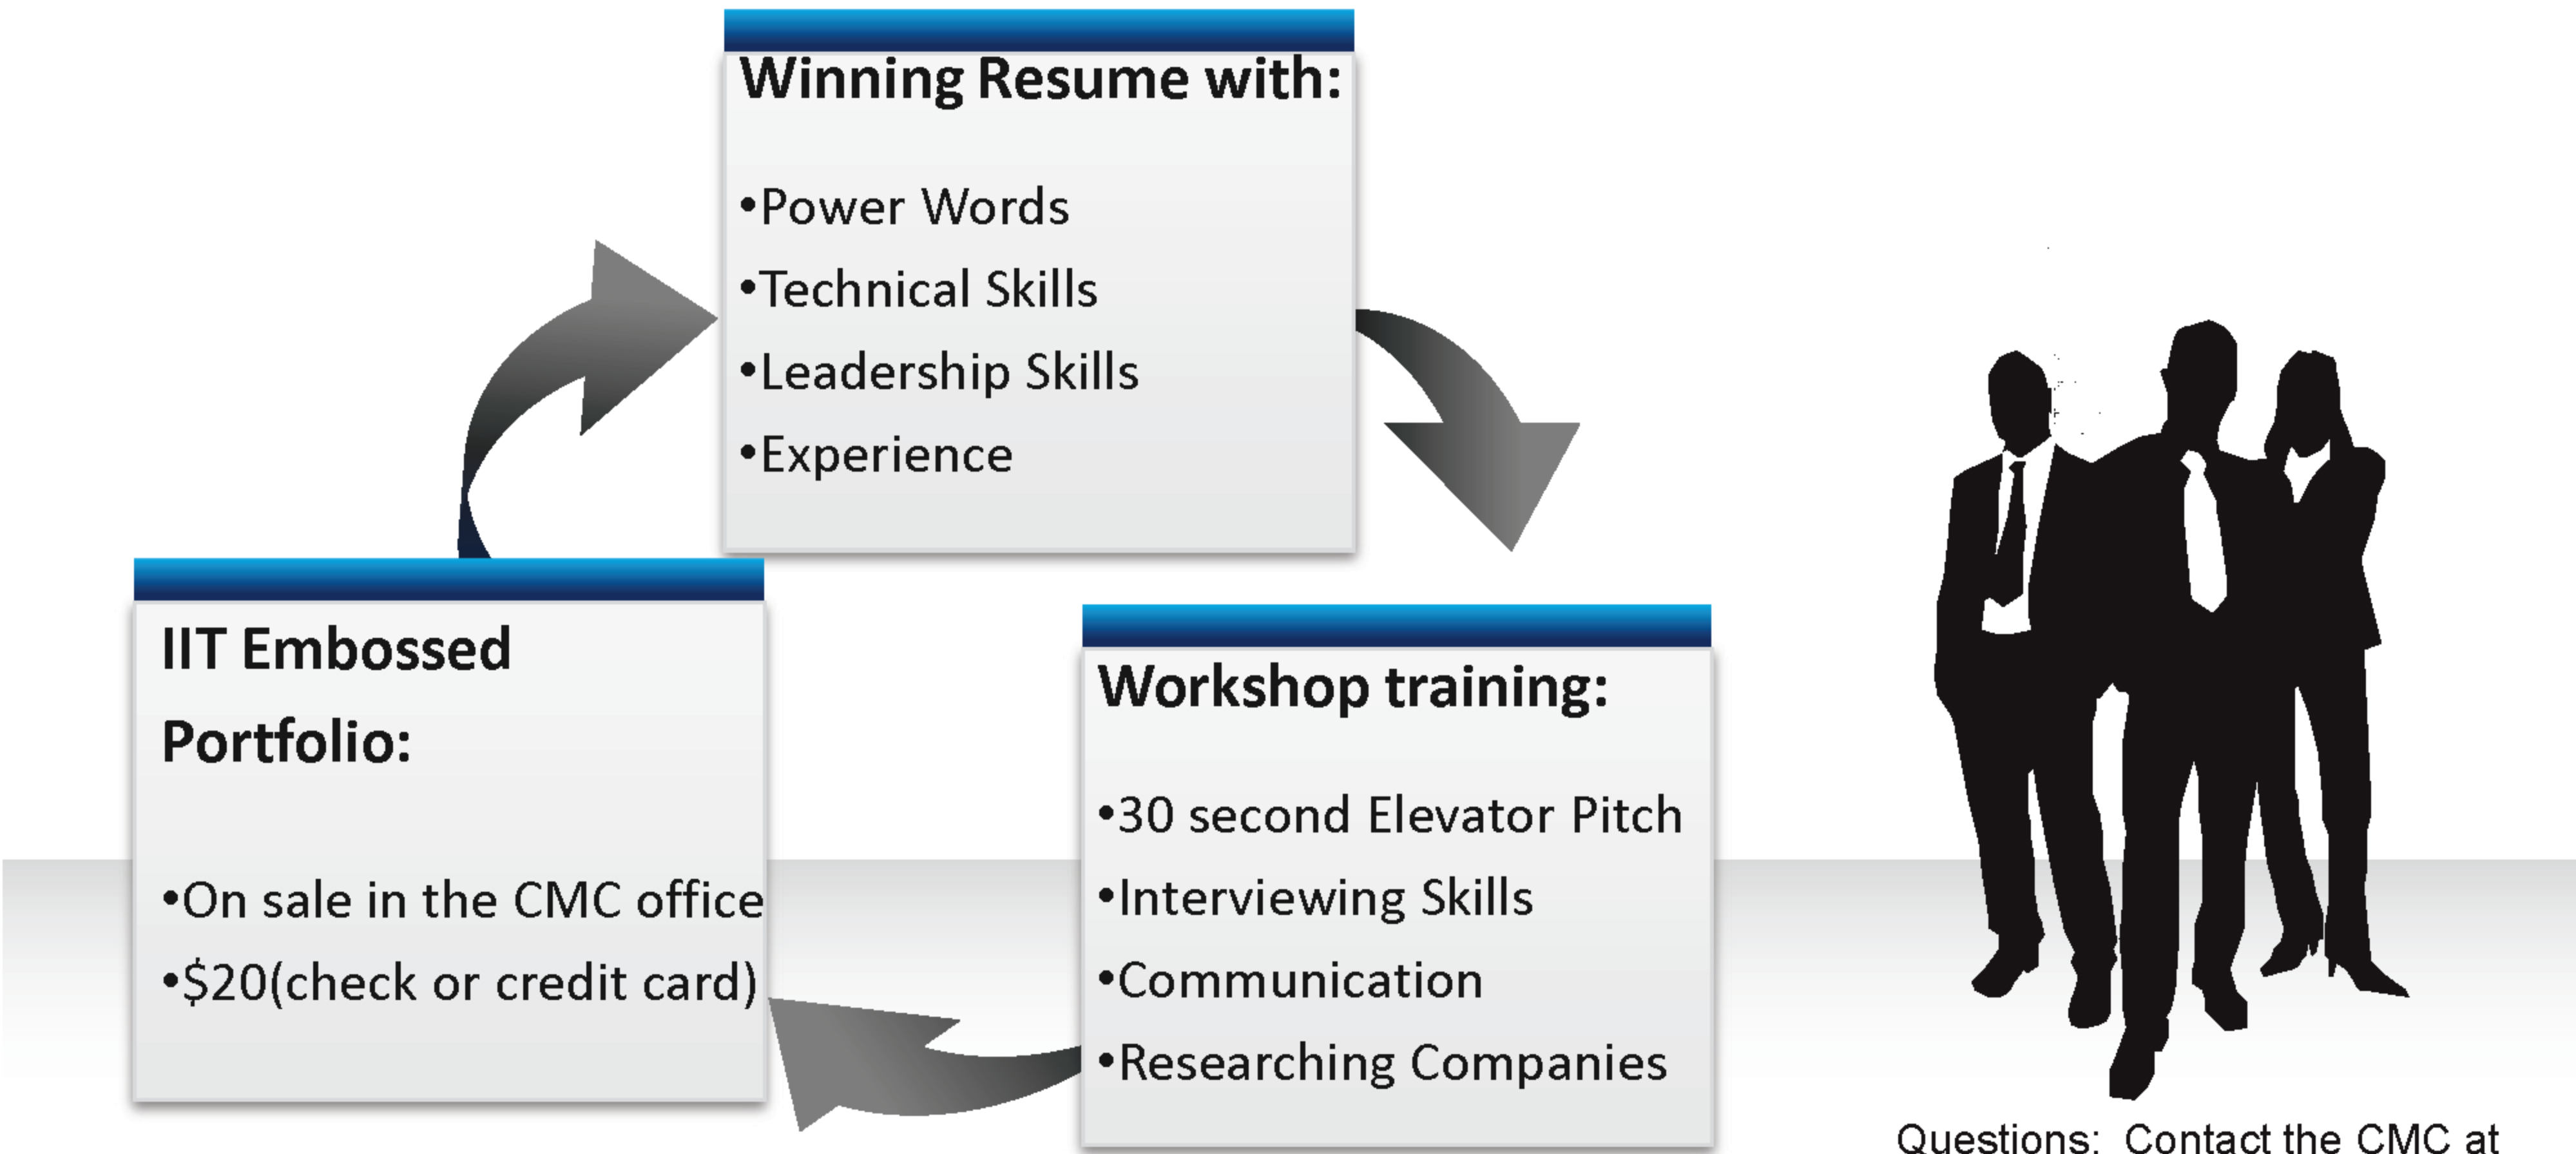 Winning Resume with:
•Power Words
•Technical Skills
•Leadership Skills
•Experience
IIT Embossed
Portfolio:
•On sale in the CMC office
•$20(check or credit card)
Workshop training:
•30 second Elevator Pitch
•Interviewing Skills
•Communication
•Researching Companies
Questions: Contact the CMC at